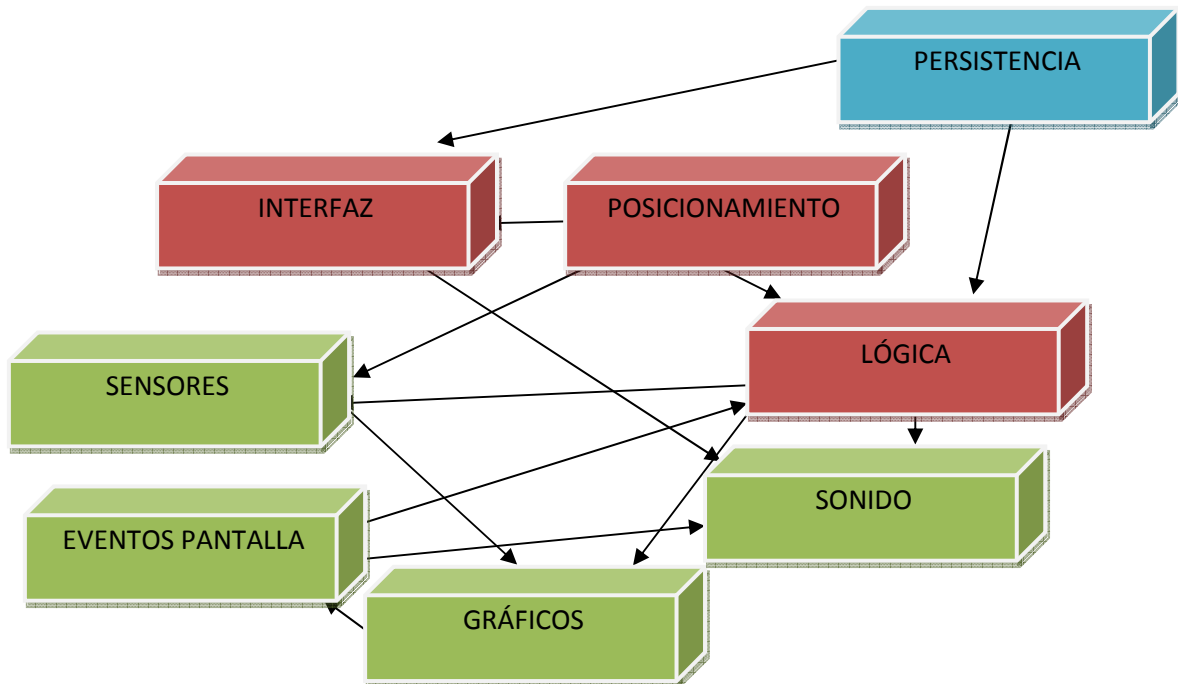 PERSISTENCIA
INTERFAZ
POSICIONAMIENTO
LÓGICA
SENSORES
SONIDO
EVENTOS PANTALLA
GRÁFICOS